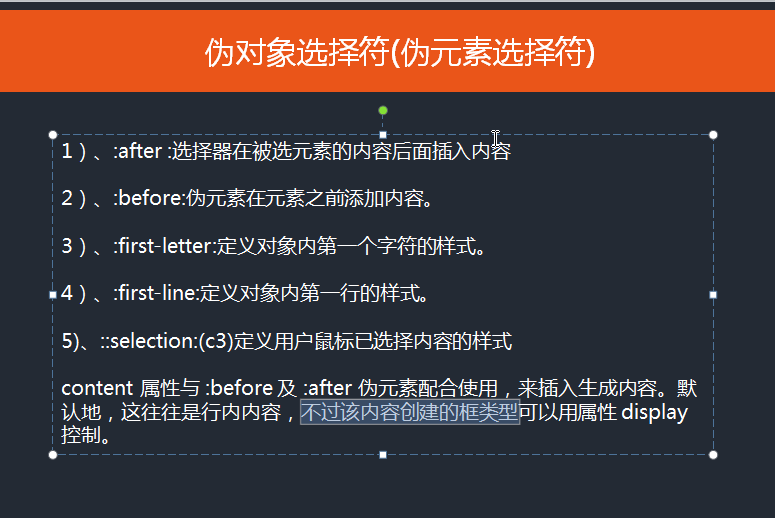 伪对象选择符(伪元素选择符)
1）、:after :选择器在被选元素的内容后面插入内容
2）、:before:伪元素在元素之前添加内容。
3）、:first-letter:定义对象内第一个字符的样式。
4）、:first-line:定义对象内第一行的样式。
5)、::selection:(c3)定义用户鼠标已选择内容的样式
content 属性与 :before 及 :after 伪元素配合使用，来插入生成内容。默
认地，这往往是行内内容，不过该内容创建的框类型可以用属性 display
控制。